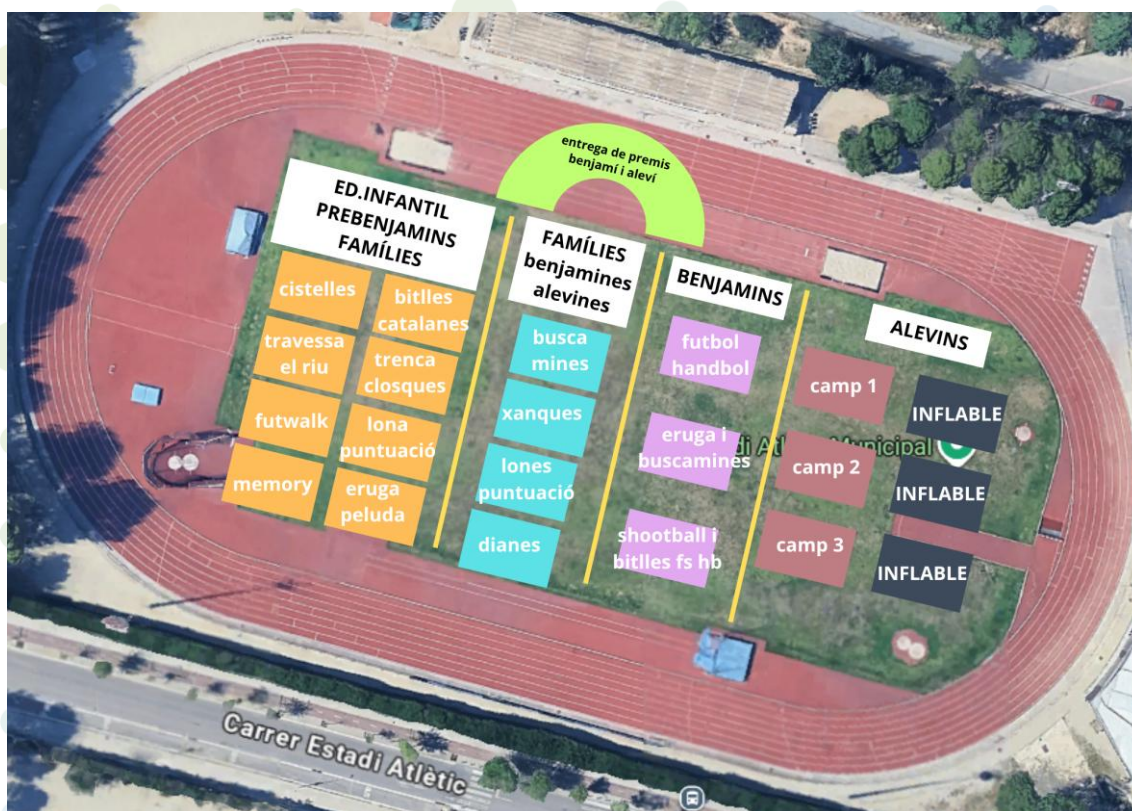 entrega de premis
benjamí i aleví
ED.INFANTIL
PREBENJAMINS
FAMÍLIES
cistelles
bitlles
catalanes
travessa
el riu
trenca
closques
futwalk
lona
puntuació
memory
eruga
peluda
FAMÍLIES
benjamines
alevines
busca
mines
xanques
lones
puntuació
dianes
BENJAMINS
futbol
handbol
eruga i
buscamines
shootball i
bitlles fs hb
ALEVINS
camp 1
INFLABLE
camp 2
INFLABLE
camp 3
INFLABLE
Municipal
Carrer Estadi Atlètic